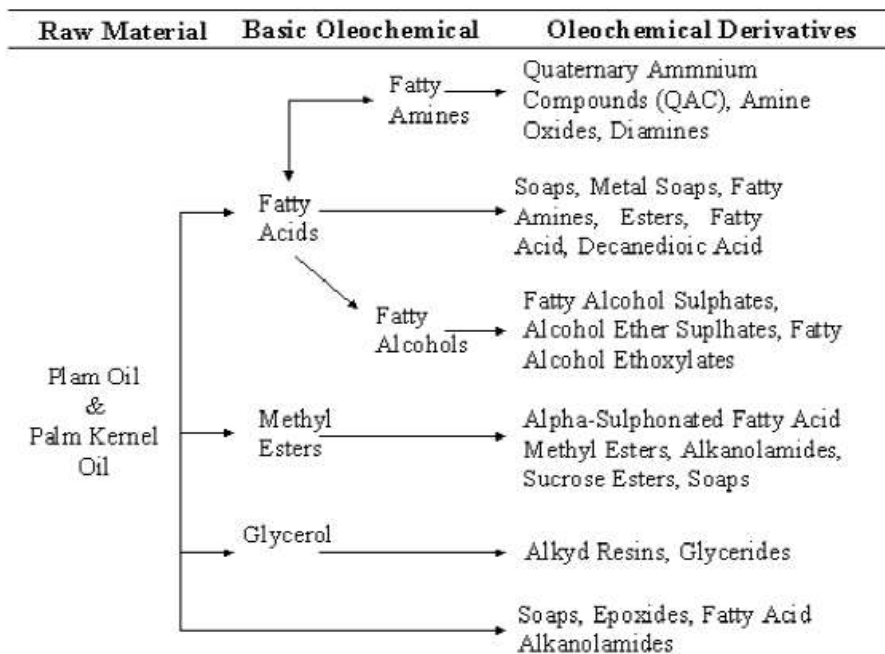 Raw Material Basic Oleochemical Oleochemical Derivatives
Fatty
Amines
Quaternary Ammnium
Compounds (QAC), Amine
Oxides, Diamines
Fatty
Acids
Soaps, Metal Soaps, Fatty
Amines, Esters, Fatty
Acid, Decanedioic Acid
Fatty
Alcohols
Fatty Alcohol Sulphates,
Alcohol Ether Suplhates, Fatty
Alcohol Ethoxylates
Plam Oil
&
Palm Kernel
Oil
Methyl
Esters
Alpha-Sulphonated Fatty Acid
Methyl Esters, Alkanolamides,
Sucrose Esters, Soaps
Glycerol
Alkyd Resins, Glycerides
Soaps, Epoxides, Fatty Acid
Alkanolamides